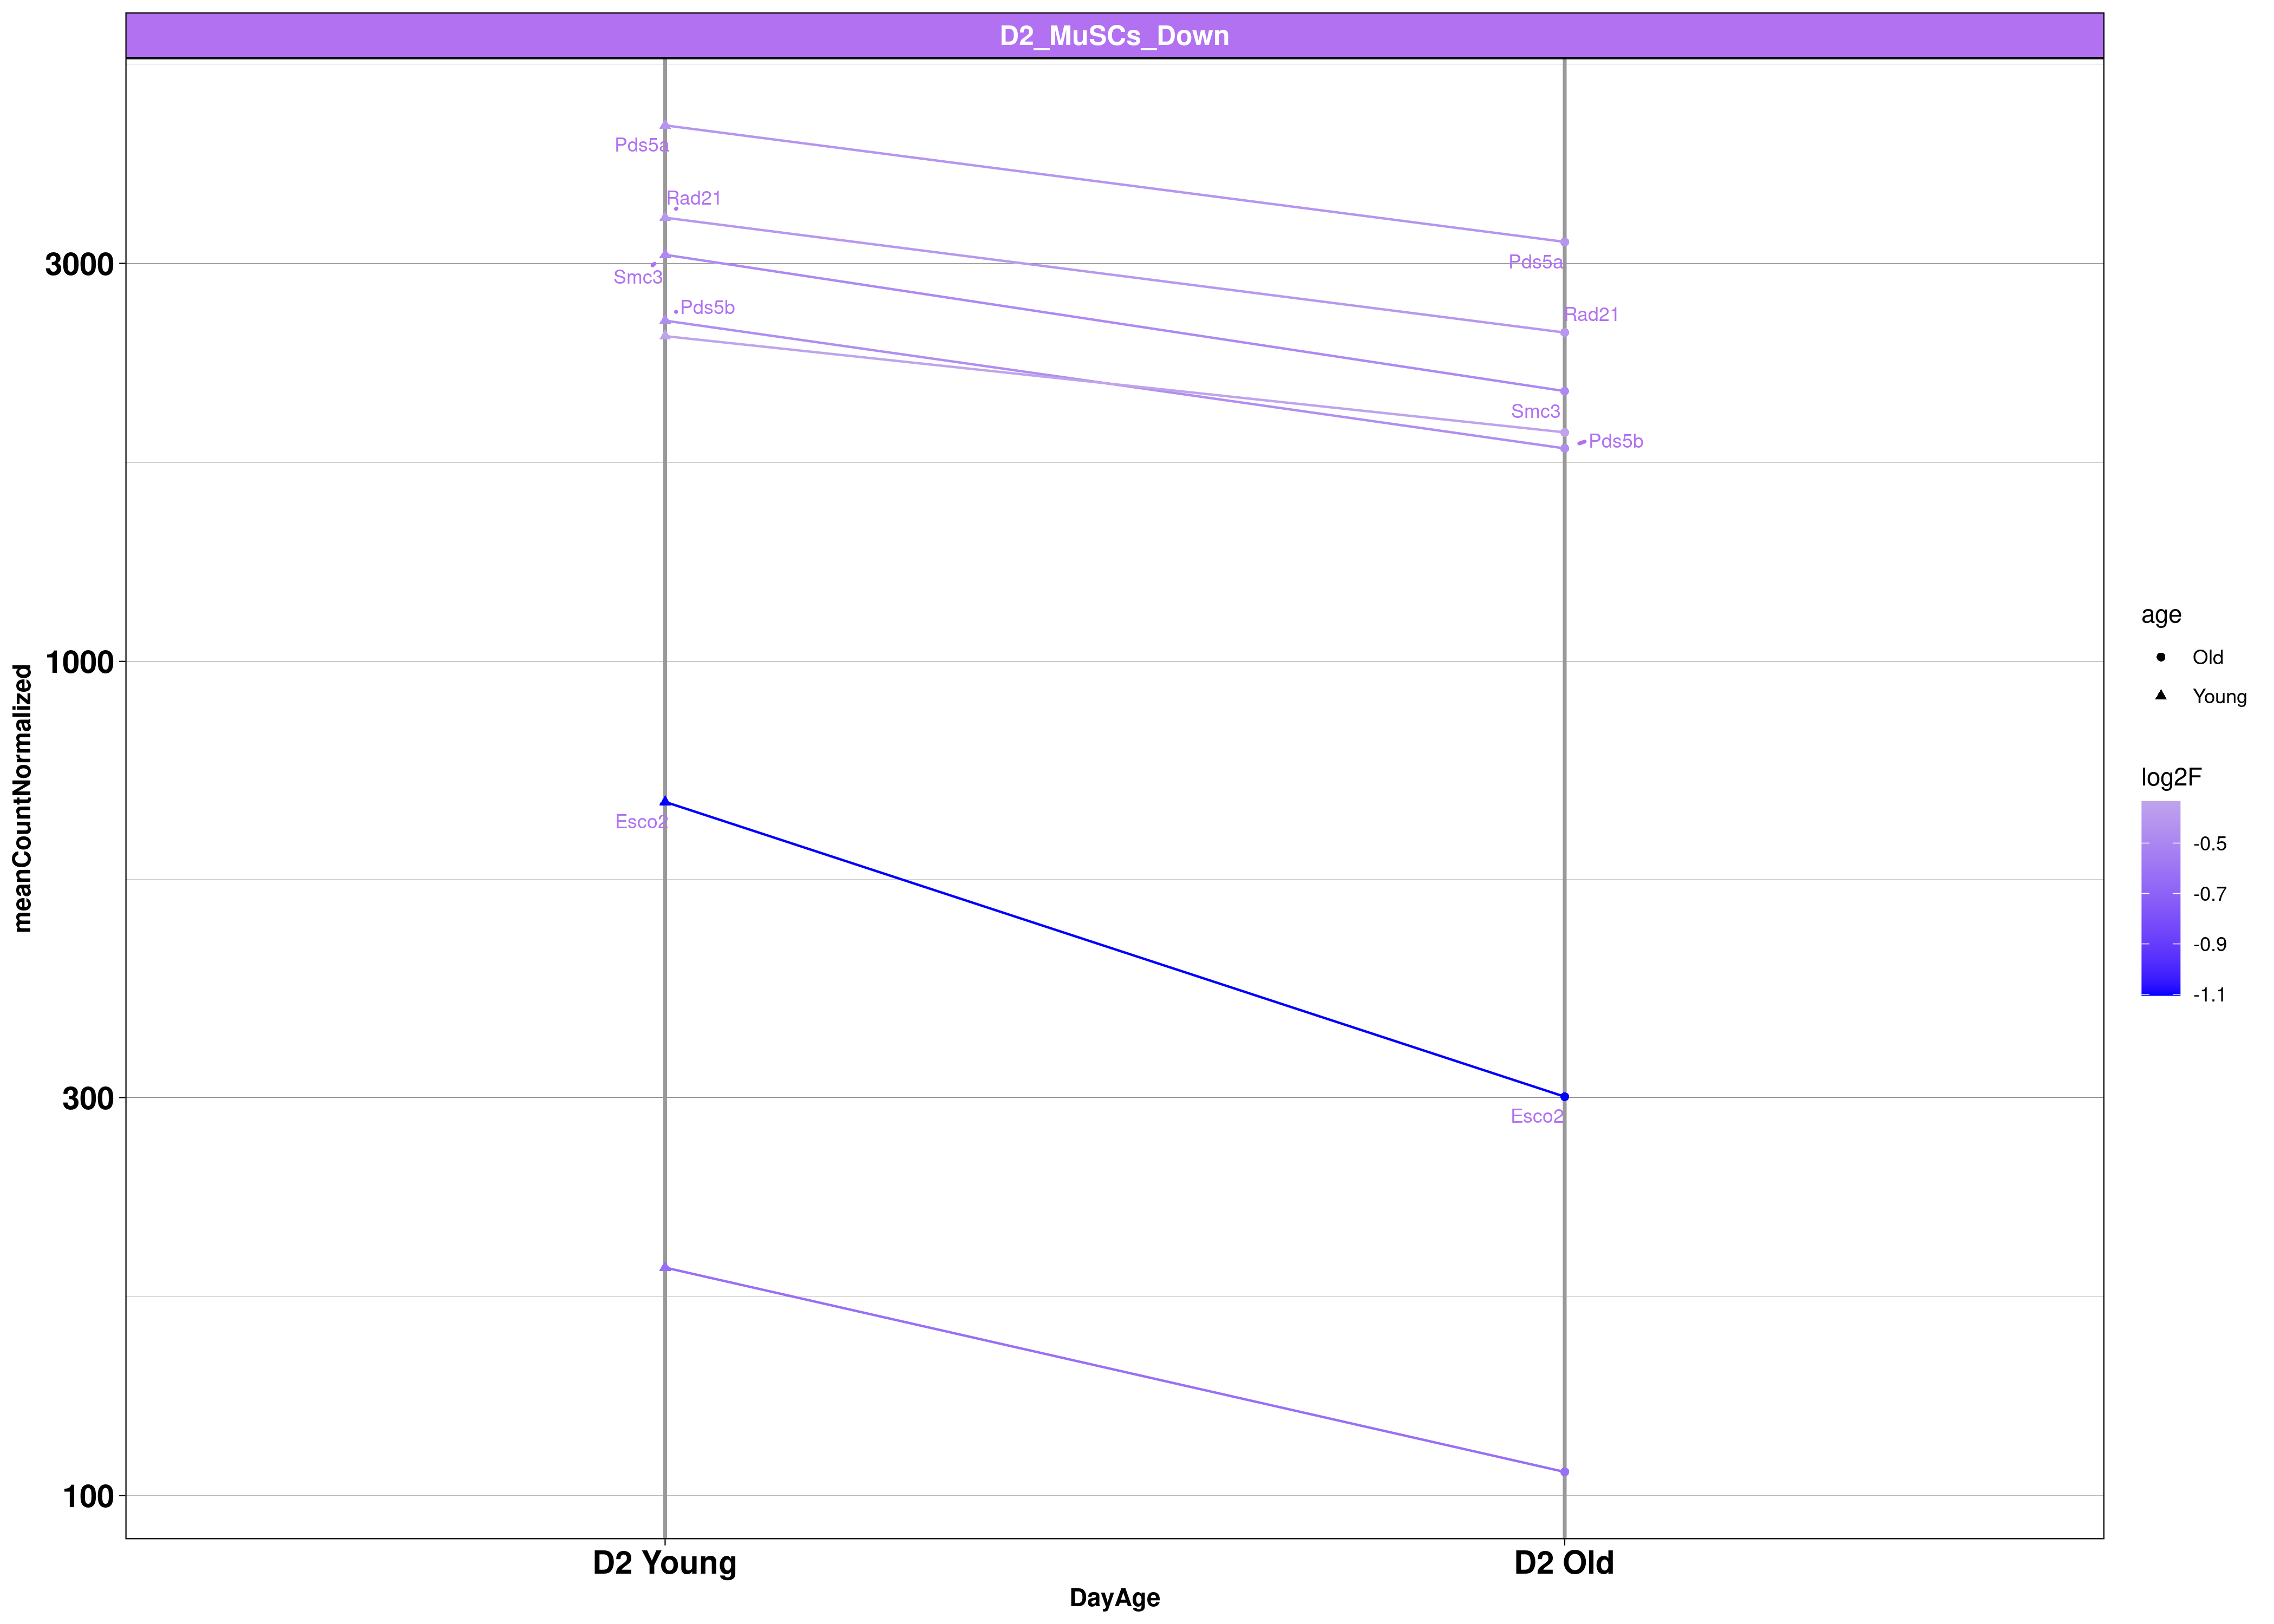 D2_MuSCs_Down
Pds5a
Rad21
Smc3
Pds5b
Pds5a
Rad21
Smc3
Pds5b
Esco2
Esco2
3000
1000
300
100
meanCountNormalized
D2 Young
D2 Old
DayAge
age
Old
Young
log2F
-0.5
-0.7
-0.9
-1.1